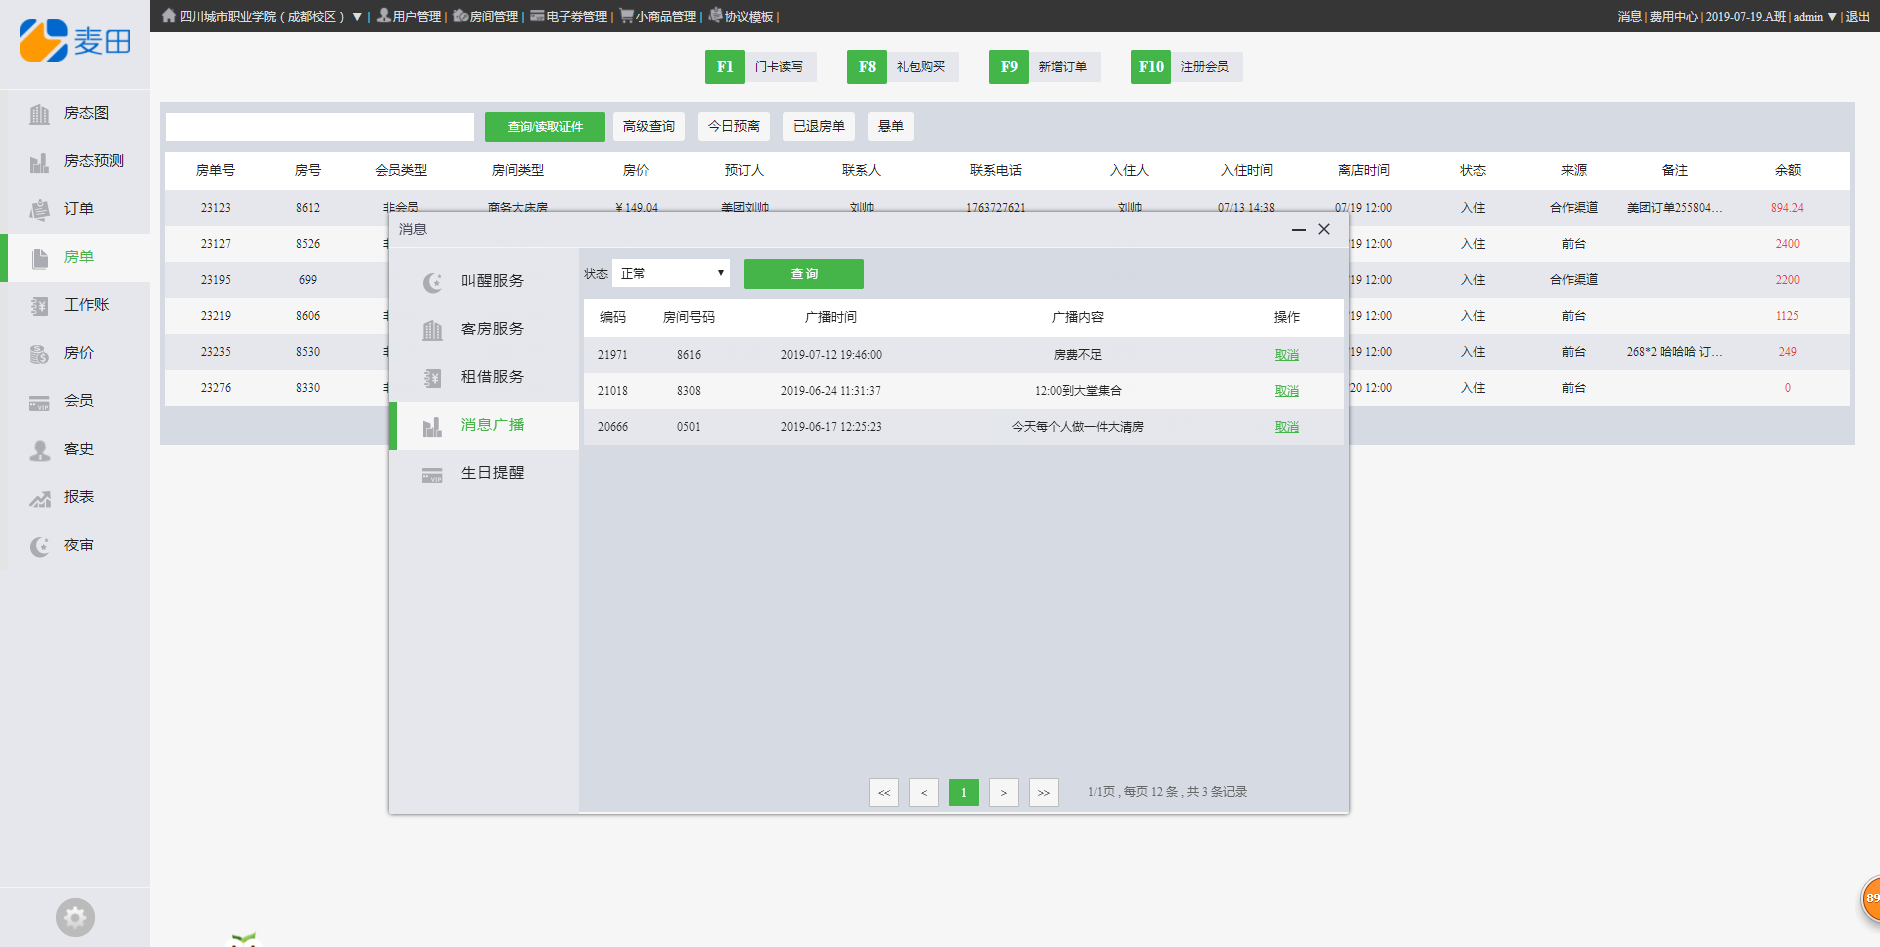 四川城市职业学院（成都校区） ▼ | 用户管理 | 房间管理 | 电子券管理 | 小商品管理 | 协议模板 |
消息 | 费用中心 | 2019-07-19.A班 | admin ▼ | 退出
麦田
F1 门卡读写 F8 礼包购买 F9 新增订单 F10 注册会员
房态图
房态预测
订单
房单
工作账
房价
会员
客史
报表
夜审
查询/读取证件 高级查询 今日预离 已退房单 悬单
房单号 房号 会员类型 房间类型 房价 预订人 联系人 联系电话 入住人 入住时间 离店时间 状态 来源 备注 余额
23123 8612 非会员 商务大床房 ¥ 149.04 美团刘帅 刘帅 1763727621 刘帅 07/13 14:38 07/19 12:00 入住 合作渠道 美团订单255804... 894.24
23127 8526 /19 12:00 入住 前台 2400
23195 699 /19 12:00 入住 合作渠道 2200
23219 8606 /19 12:00 入住 前台 1125
23235 8530 /19 12:00 入住 前台 268*2 哈哈哈 订... 249
23276 8330 /20 12:00 入住 前台 0
消息
叫醒服务
客房服务
租借服务
消息广播
生日提醒
状态 正常 ▼ 查 询
编码 房间号码 广播时间 广播内容 操作
21971 8616 2019-07-12 19:46:00 房费不足 取消
21018 8308 2019-06-24 11:31:37 12:00到大堂集合 取消
20666 0501 2019-06-17 12:25:23 今天每个人做一件大清房 取消
<< < 1 > >> 1/1页 , 每页 12 条 , 共 3 条记录
89